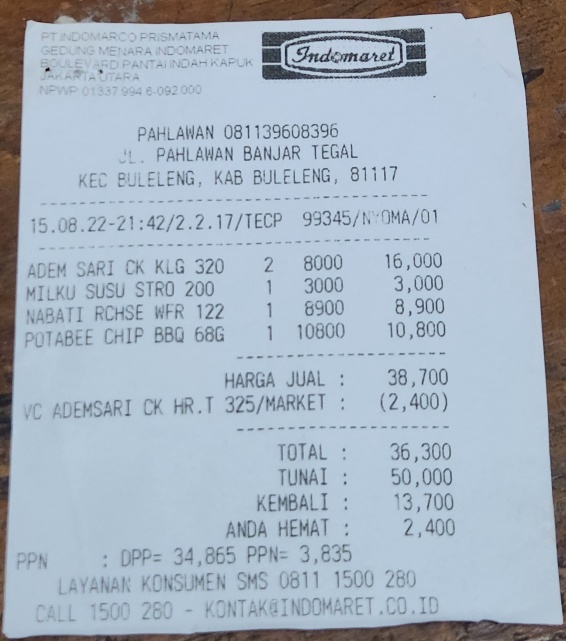 PT.INDOMARCO PRISMATAMA
GEDUNG MENARA INDOMARET
BOULEVARD PANTAI INDAH KAPUK
JAKARTA UTARA
NPWP 01.337.994.6-092.000
Indomaret
PAHLAWAN 081139608396
JL. PAHLAWAN BANJAR TEGAL
KEC BULELENG, KAB BULELENG, 81117
15.08.22-21:42/2.2.17/TECP 99345/NYOMA/01
ADEM SARI CK KLG 320 2 8000 16,000
MILKU SUSU STRO 200 1 3000 3,000
NABATI RCHSE WFR 122 1 8900 8,900
POTABEE CHIP BBQ 68G 1 10800 10,800
HARGA JUAL : 38,700
VC ADEMSARI CK HR.T 325/MARKET : (2,400)
TOTAL : 36,300
TUNAI : 50,000
KEMBALI : 13,700
ANDA HEMAT : 2,400
PPN : DPP= 34,865 PPN= 3,835
LAYANAN KONSUMEN SMS 0811 1500 280
CALL 1500 280 - KONTAK@INDOMARET.CO.ID